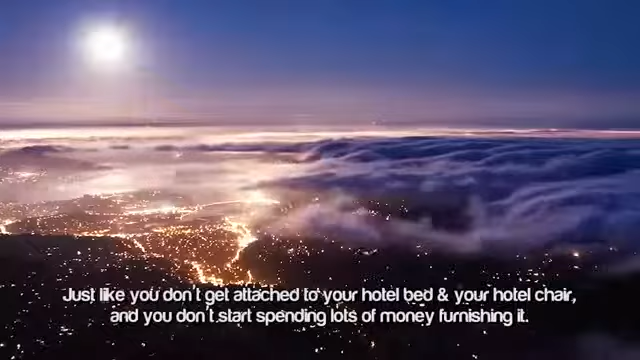 Just like you don't get attached to your hotel bed & your hotel chair,
and you don't start spending lots of money furnishing it.